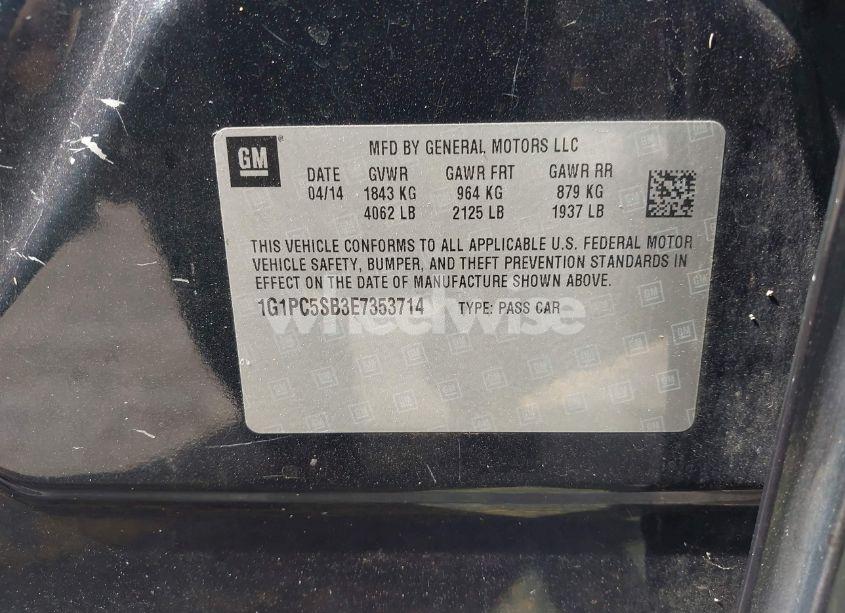 GM
MFD BY GENERAL MOTORS LLC
DATE GVWR GAWR FRT GAWR RR
04/14 1843 KG 964 KG 879 KG
4062 LB 2125 LB 1937 LB
THIS VEHICLE CONFORMS TO ALL APPLICABLE U.S. FEDERAL MOTOR
VEHICLE SAFETY, BUMPER, AND THEFT PREVENTION STANDARDS IN
EFFECT ON THE DATE OF MANUFACTURE SHOWN ABOVE.
1G1PC5SB3E7353714 TYPE: PASS CAR
wheelwise